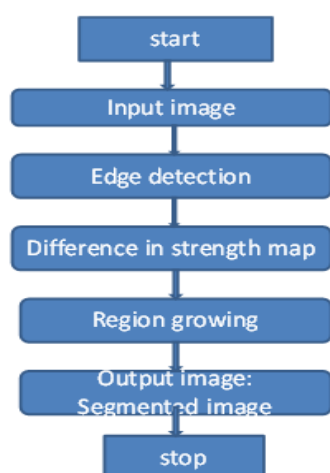 start
Input image
Edge detection
Difference in strength map
Region growing
Output image:
Segmented image
stop